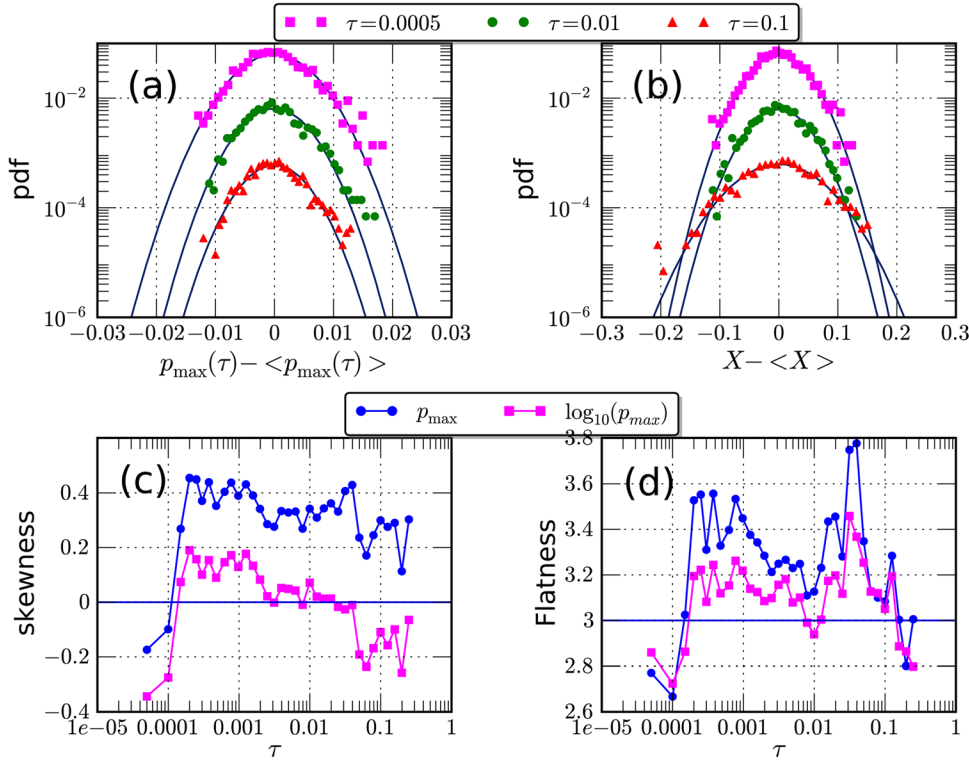 τ=0.0005 τ=0.01 τ=0.1
(a) (b)
10⁻² 10⁻²
pdf pdf
10⁻⁴ 10⁻⁴
10⁻⁶ 10⁻⁶
−0.03 −0.02 −0.01 0 0.01 0.02 0.03 −0.3 −0.2 −0.1 0 0.1 0.2 0.3
p_max(τ)−<p_max(τ)> X−<X>
p_max log₁₀(p_max)
(c) (d)
3.8
0.4 3.6
3.4
0.2
skewness Flatness
3.2
0 3
−0.2 2.8
−0.4 2.6
1e−05 0.0001 0.001 0.01 0.1 1 1e−05 0.0001 0.001 0.01 0.1 1
τ τ